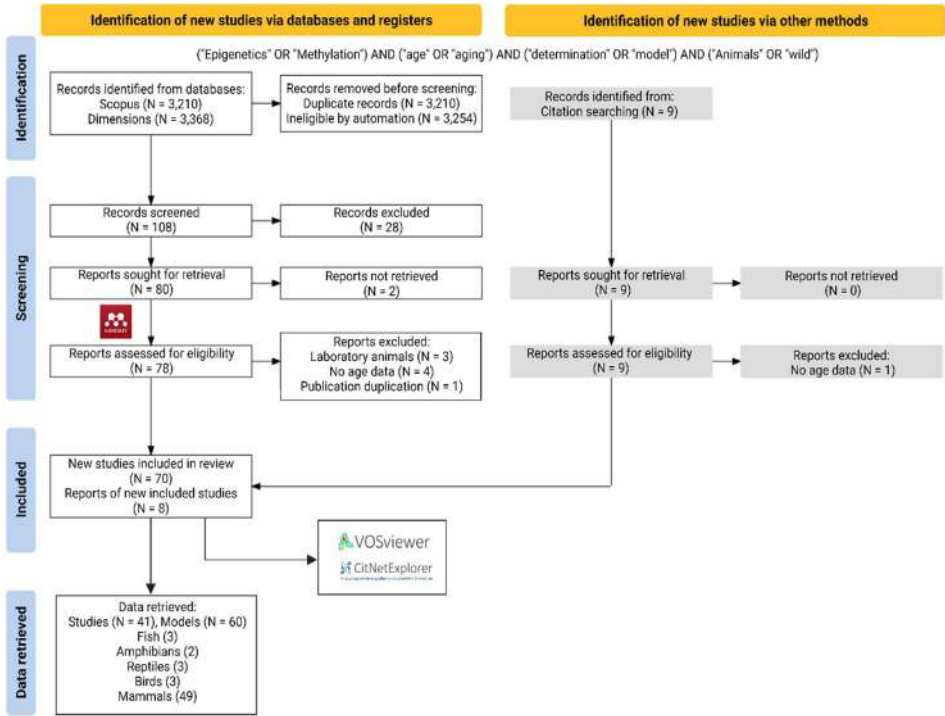 Identification of new studies via databases and registers
Identification of new studies via other methods
("Epigenetics" OR "Methylation") AND ("age" OR "aging") AND ("determination" OR "model") AND ("Animals" OR "wild")
Identification
Records identified from databases:
Scopus (N = 3,210)
Dimensions (N = 3,368)
Records removed before screening:
Duplicate records (N = 3,210)
Ineligible by automation (N = 3,254)
Records identified from:
Citation searching (N = 9)
Screening
Records screened
(N = 108)
Records excluded
(N = 28)
Reports sought for retrieval
(N = 80)
Reports not retrieved
(N = 2)
Reports sought for retrieval
(N = 9)
Reports not retrieved
(N = 0)
Reports assessed for eligibility
(N = 78)
Reports excluded:
Laboratory animals (N = 3)
No age data (N = 4)
Publication duplication (N = 1)
Reports assessed for eligibility
(N = 9)
Reports excluded:
No age data (N = 1)
Included
New studies included in review
(N = 70)
Reports of new included studies
(N = 8)
VOSviewer
CitNetExplorer
Data retrieved
Data retrieved:
Studies (N = 41), Models (N = 60)
Fish (3)
Amphibians (2)
Reptiles (3)
Birds (3)
Mammals (49)